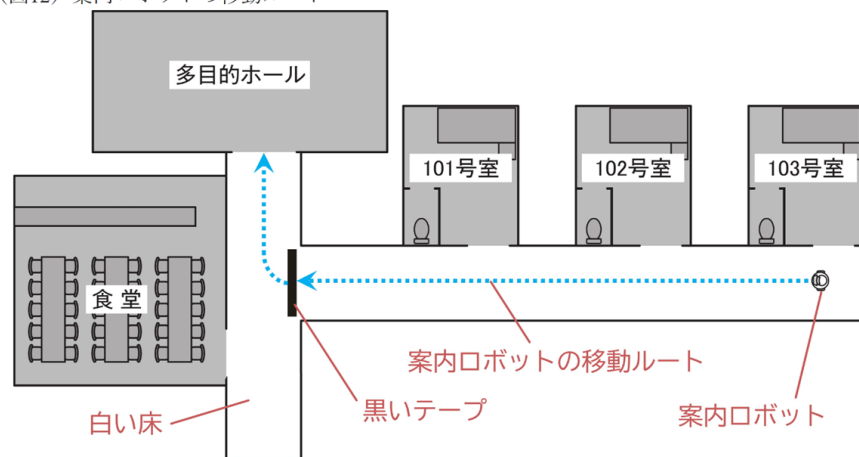 多目的ホール
101号室
102号室
103号室
食堂
案内ロボットの移動ルート
黒いテープ
案内ロボット
白い床